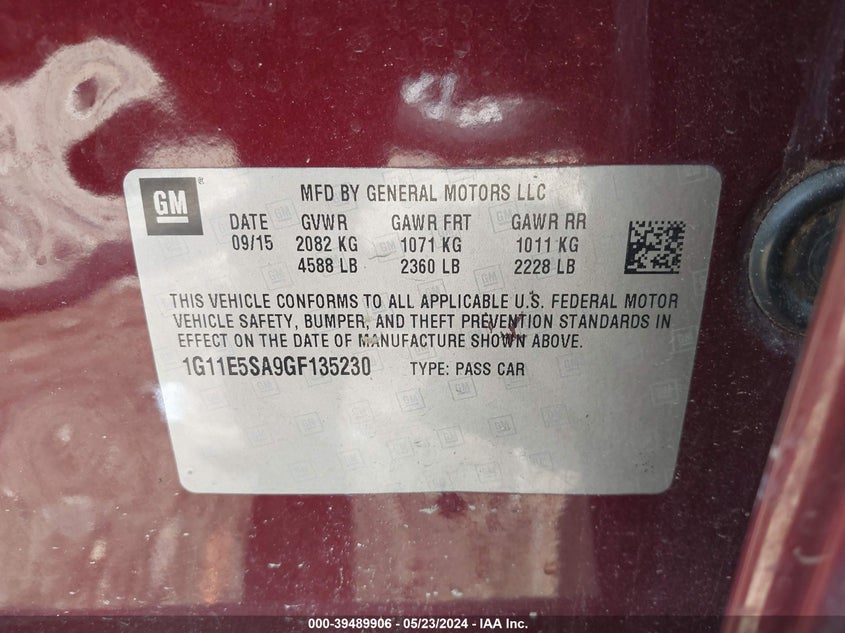 GM
MFD BY GENERAL MOTORS LLC
DATE GVWR GAWR FRT GAWR RR
09/15 2082 KG 1071 KG 1011 KG
4588 LB 2360 LB 2228 LB
THIS VEHICLE CONFORMS TO ALL APPLICABLE U.S. FEDERAL MOTOR
VEHICLE SAFETY, BUMPER, AND THEFT PREVENTION STANDARDS IN
EFFECT ON THE DATE OF MANUFACTURE SHOWN ABOVE.
1G11E5SA9GF135230 TYPE: PASS CAR
000-39489906 - 05/23/2024 - IAA Inc.